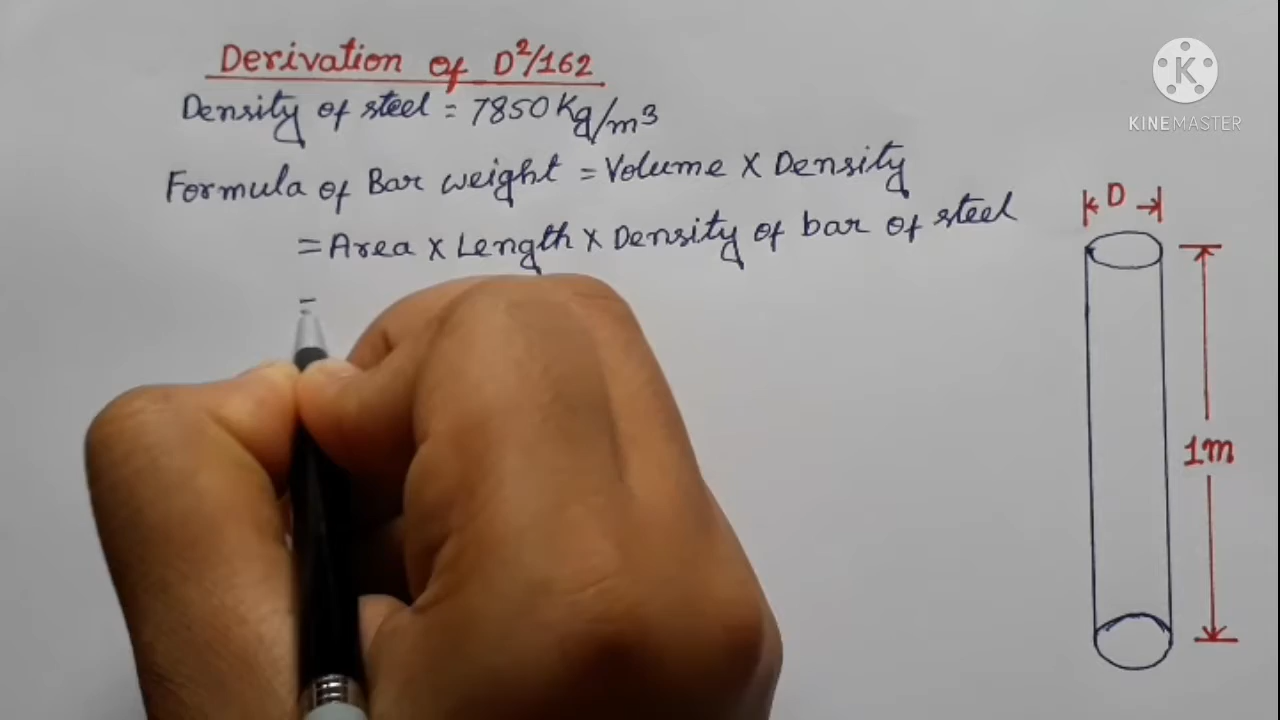 Derivation of D²/162
Density of steel = 7850 Kg/m³
Formula of Bar weight = Volume X Density
= Area X Length X Density of bar of steel
=
D
1m
K
KINEMASTER